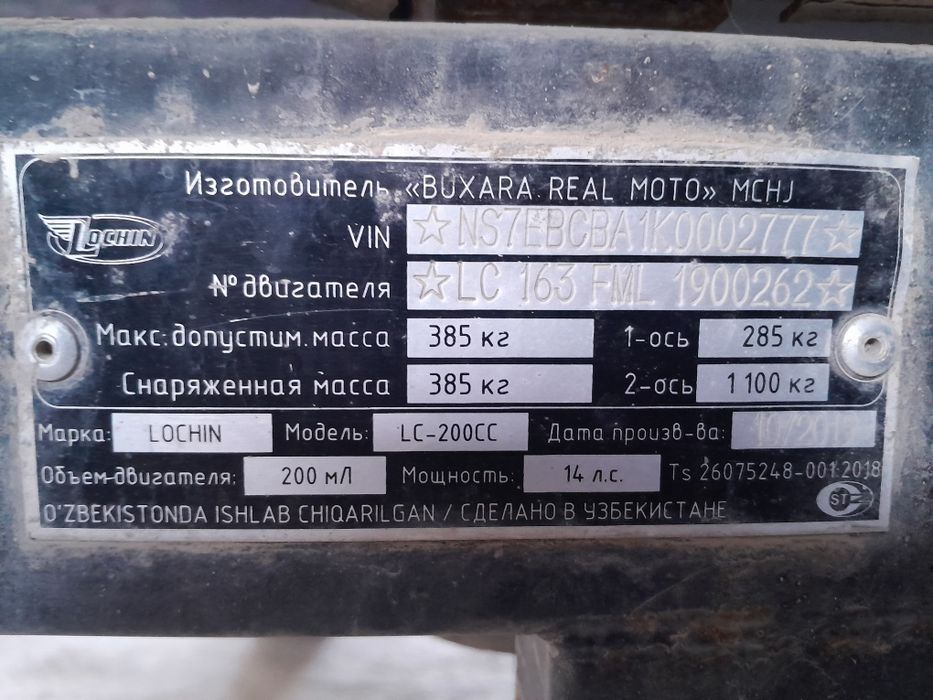 Изготовитель «BUXARA REAL MOTO» MCHJ
LOCHIN
VIN ☆NS7EBCBA1K0002777☆
№ двигателя ☆LC 163 FML 1900262☆
Макс. допустим. масса 385 кг 1-ось 285 кг
Снаряженная масса 385 кг 2-ось 1 100 кг
Марка: LOCHIN Модель: LC-200CC Дата произв-ва:
Объем-двигателя: 200 мл Мощность: 14 л.с. Ts 26075248-001:2018
O'ZBEKISTONDA ISHLAB CHIQARILGAN / СДЕЛАНО В УЗБЕКИСТАНЕ